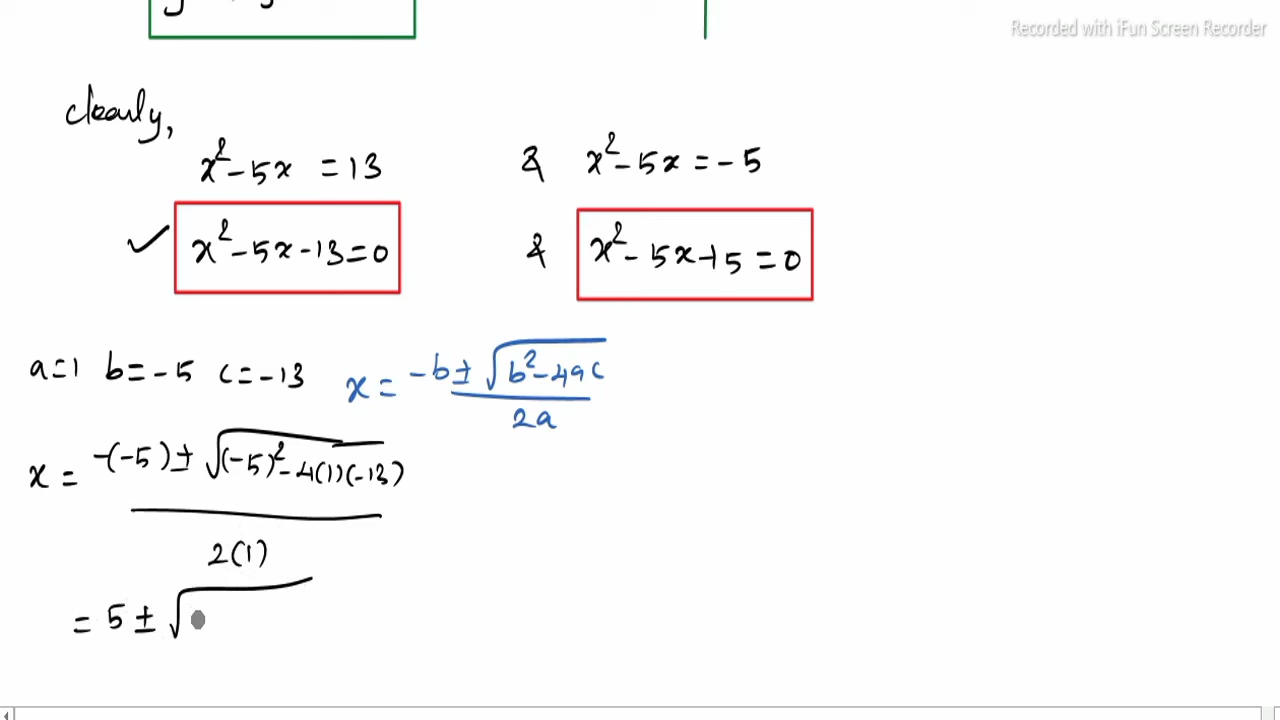 Recorded with iFun Screen Recorder
clearly,
x² - 5x = 13 & x² - 5x = - 5
✓ x² - 5x - 13 = 0 & x² - 5x + 5 = 0
a = 1 b = - 5 c = - 13 x = -b ± √(b² - 4ac) / 2a
x = -(-5) ± √((-5)² - 4(1)(-13)) / 2(1)
= 5 ± √